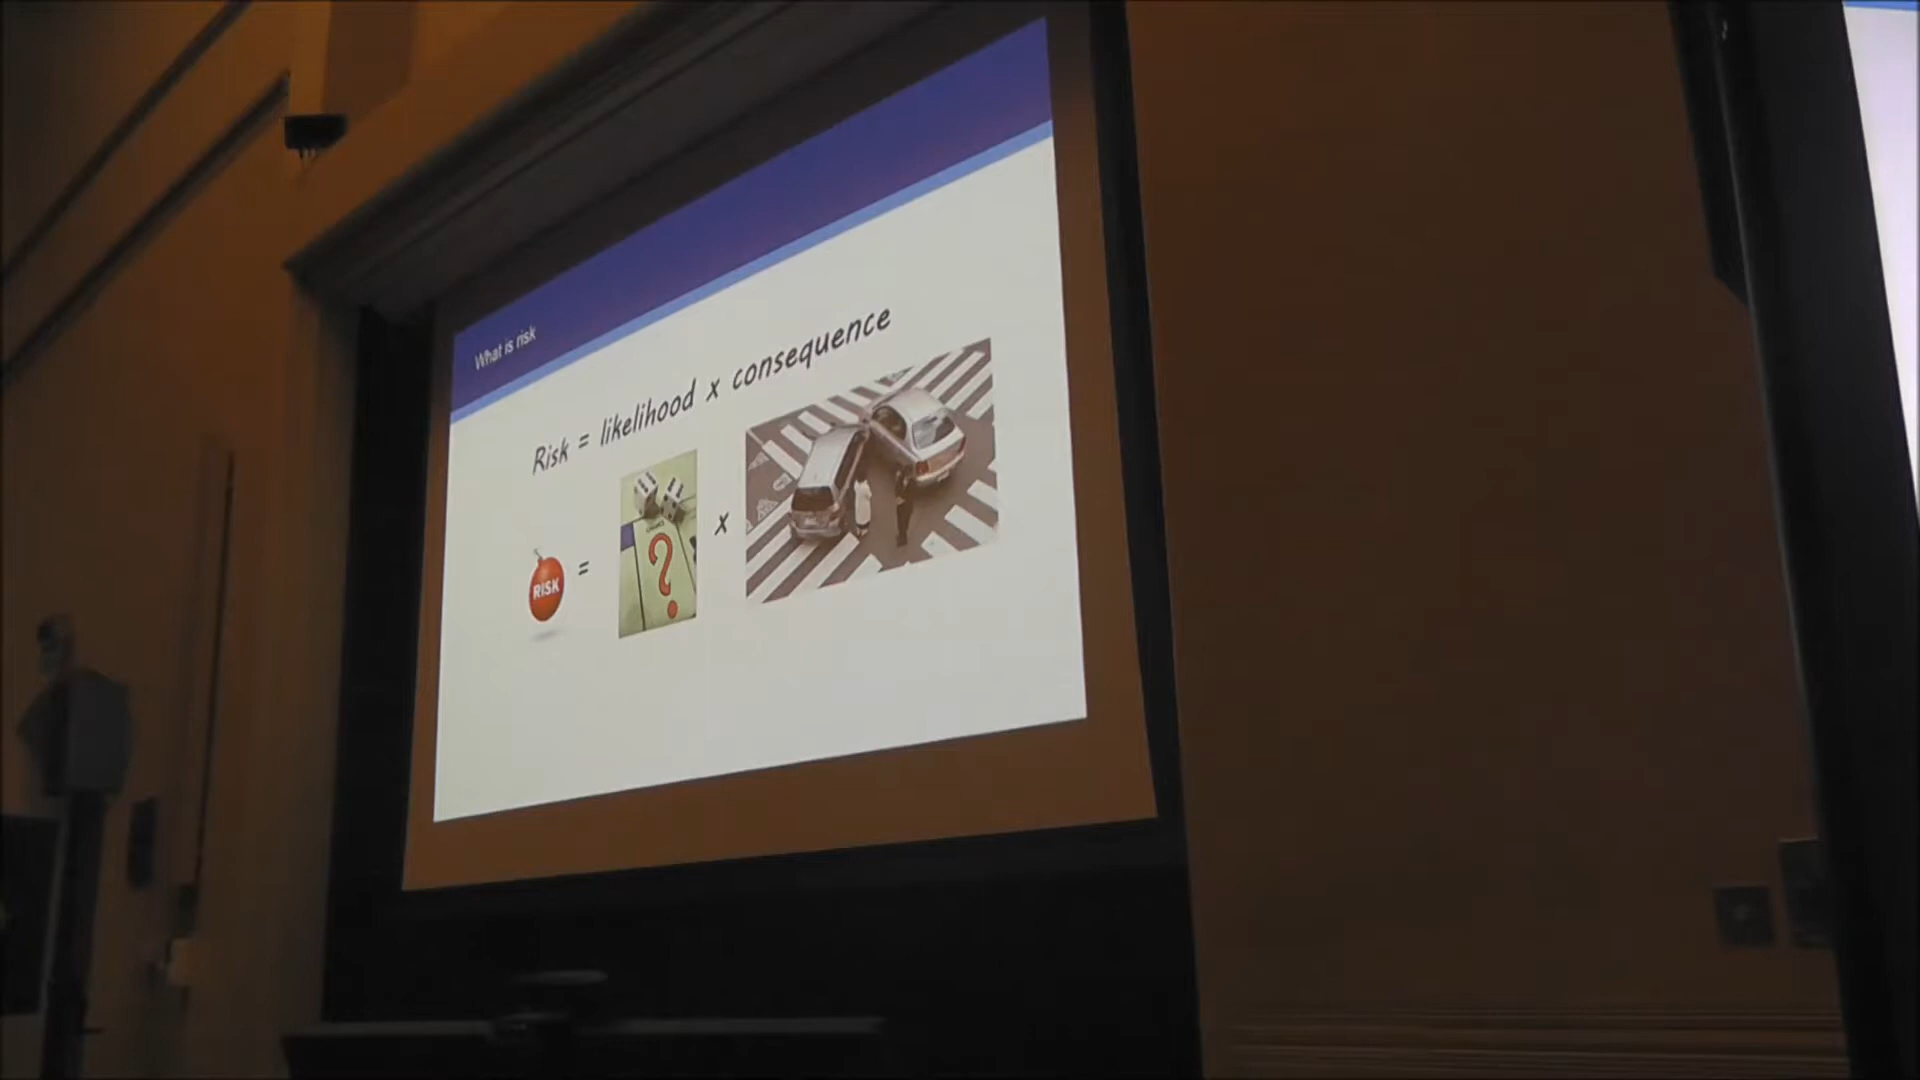 What is risk
Risk = likelihood x consequence
RISK = ? x